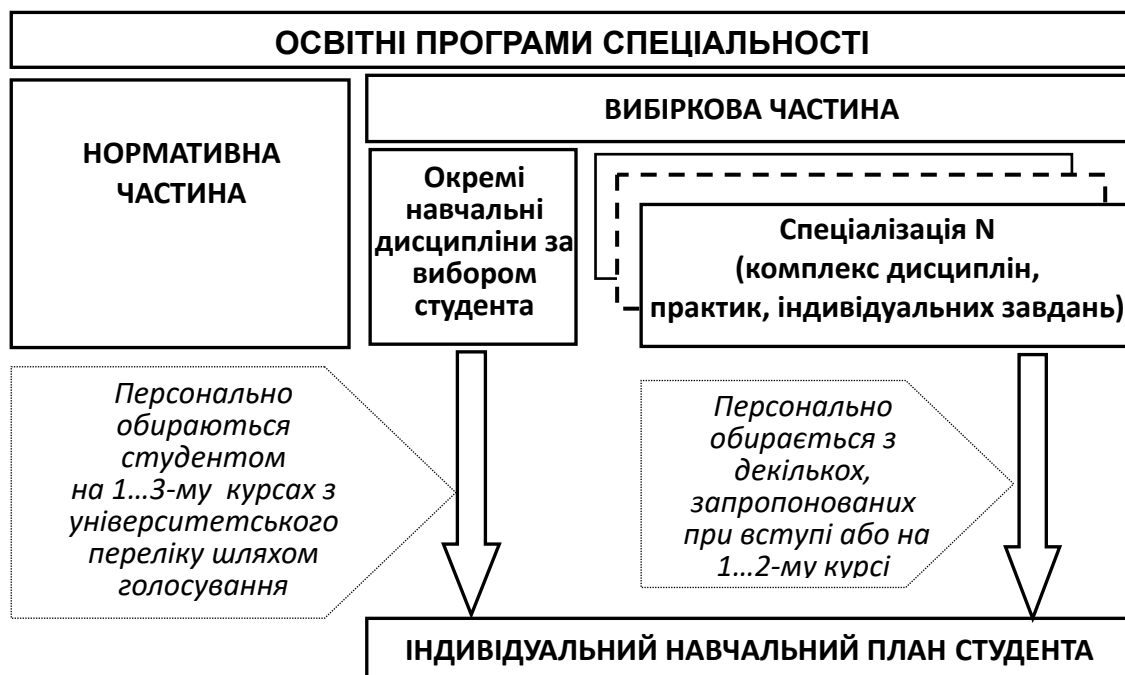 ОСВІТНІ ПРОГРАМИ СПЕЦІАЛЬНОСТІ
НОРМАТИВНА
ЧАСТИНА
ВИБІРКОВА ЧАСТИНА
Окремі
навчальні
дисципліни за
вибором
студента
Спеціалізація N
(комплекс дисциплін,
практик, індивідуальних завдань)
Персонально
обираються
студентом
на 1...3-му курсах з
університетського
переліку шляхом
голосування
Персонально
обирається з
декількох,
запропонованих
при вступі або на
1...2-му курсі
ІНДИВІДУАЛЬНИЙ НАВЧАЛЬНИЙ ПЛАН СТУДЕНТА